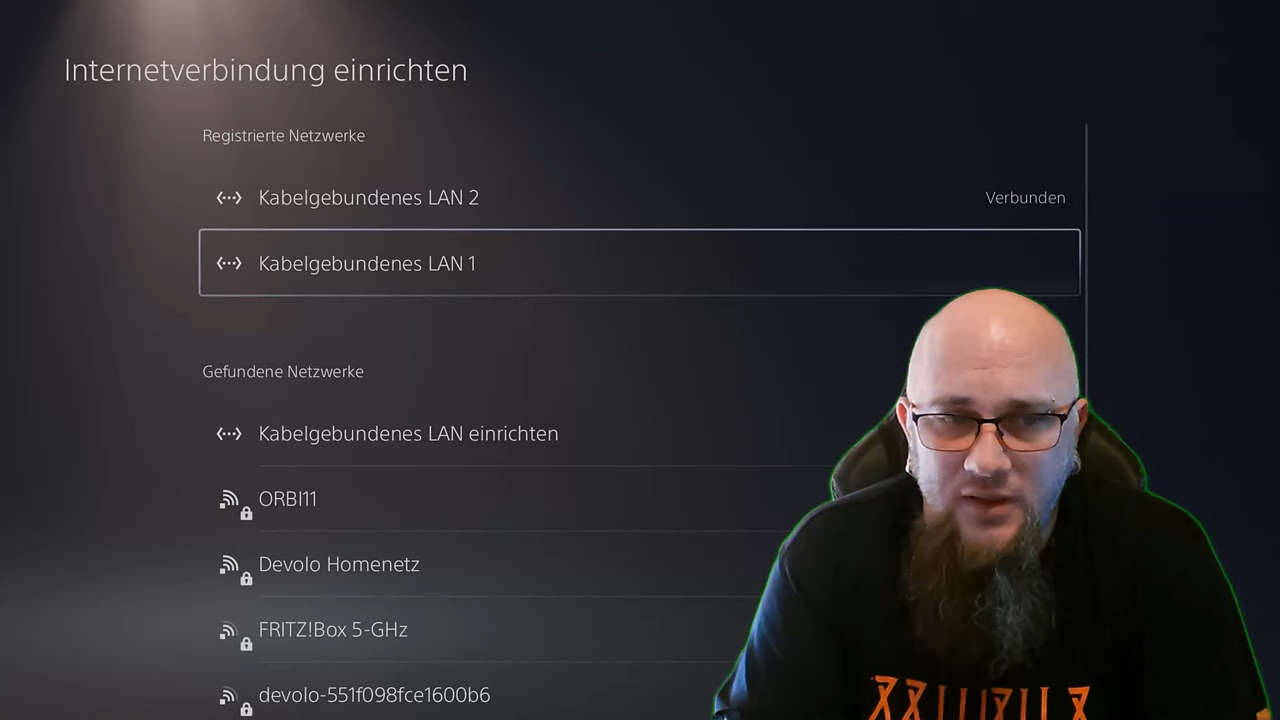 Internetverbindung einrichten
Registrierte Netzwerke
Kabelgebundenes LAN 2 Verbunden
Kabelgebundenes LAN 1
Gefundene Netzwerke
Kabelgebundenes LAN einrichten
ORBI11
Devolo Homenetz
FRITZ!Box 5-GHz
devolo-551f098fce1600b6